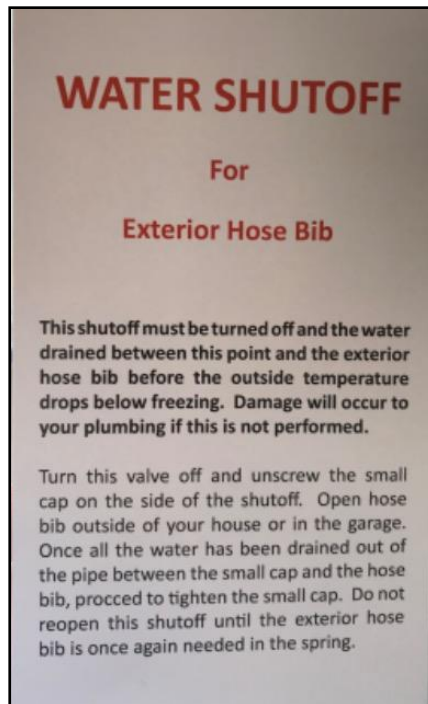 WATER SHUTOFF
For
Exterior Hose Bib
This shutoff must be turned off and the water
drained between this point and the exterior
hose bib before the outside temperature
drops below freezing. Damage will occur to
your plumbing if this is not performed.
Turn this valve off and unscrew the small
cap on the side of the shutoff. Open hose
bib outside of your house or in the garage.
Once all the water has been drained out of
the pipe between the small cap and the hose
bib, procced to tighten the small cap. Do not
reopen this shutoff until the exterior hose
bib is once again needed in the spring.